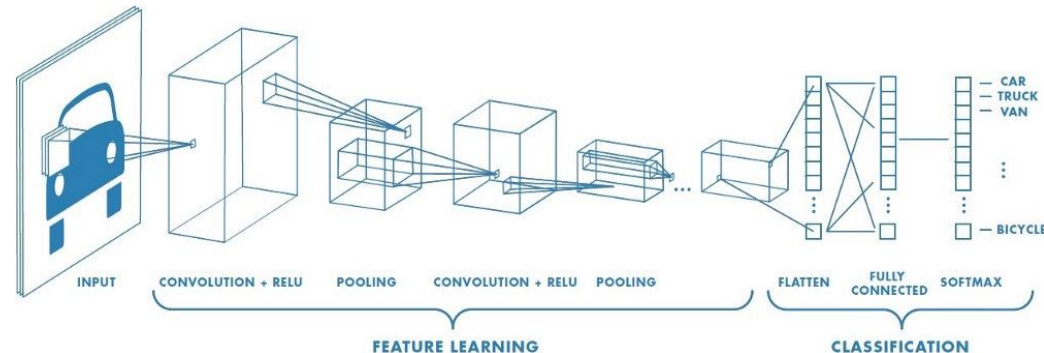 CAR
TRUCK
VAN
BICYCLE
INPUT
CONVOLUTION + RELU
POOLING
CONVOLUTION + RELU
POOLING
FLATTEN
FULLY
CONNECTED
SOFTMAX
FEATURE LEARNING
CLASSIFICATION